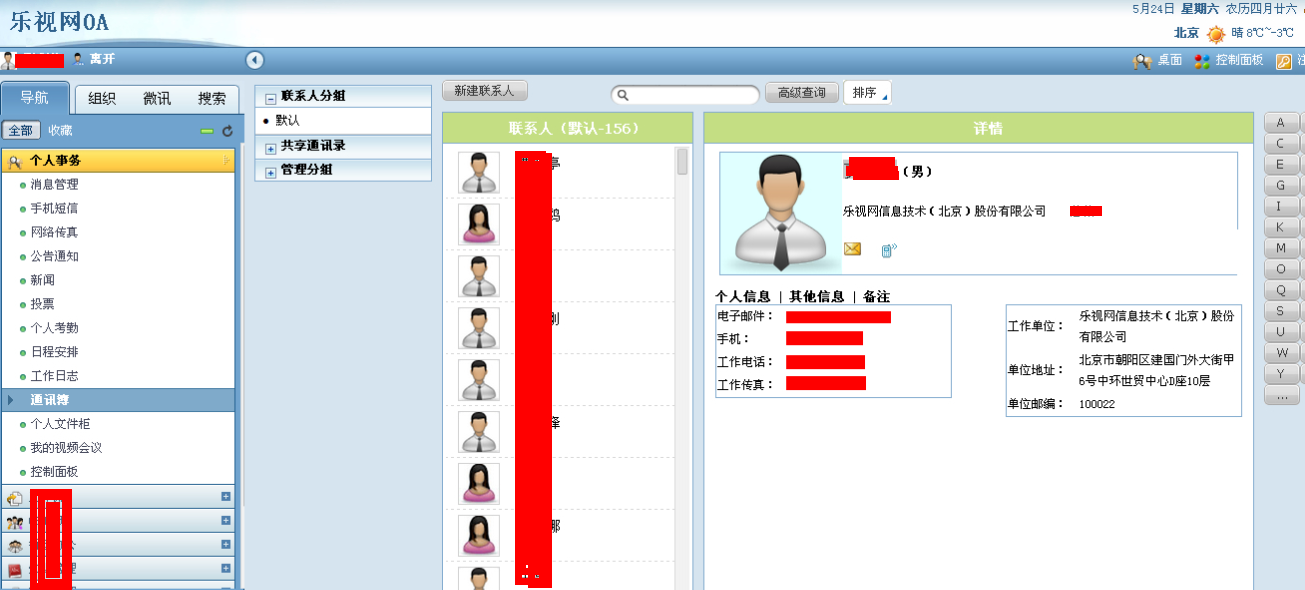 乐视网OA
5月24日 星期六 农历四月廿六
北京 晴 8℃~-3℃
离开
桌面 控制面板
导航 组织 微讯 搜索
全部 收藏
个人事务
消息管理
手机短信
网络传真
公告通知
新闻
投票
个人考勤
日程安排
工作日志
通讯簿
个人文件柜
我的视频会议
控制面板
联系人分组
默认
共享通讯录
管理分组
新建联系人 高级查询 排序
联系人（默认-156）
亭
鸽
刚
泽
那
详情
（男）
乐视网信息技术（北京）股份有限公司
个人信息 | 其他信息 | 备注
电子邮件：
手机：
工作电话：
工作传真：
工作单位： 乐视网信息技术（北京）股份
有限公司
单位地址： 北京市朝阳区建国门外大街甲
6号中环世贸中心D座10层
单位邮编： 100022
A
C
E
G
I
K
M
O
Q
S
U
W
Y
...